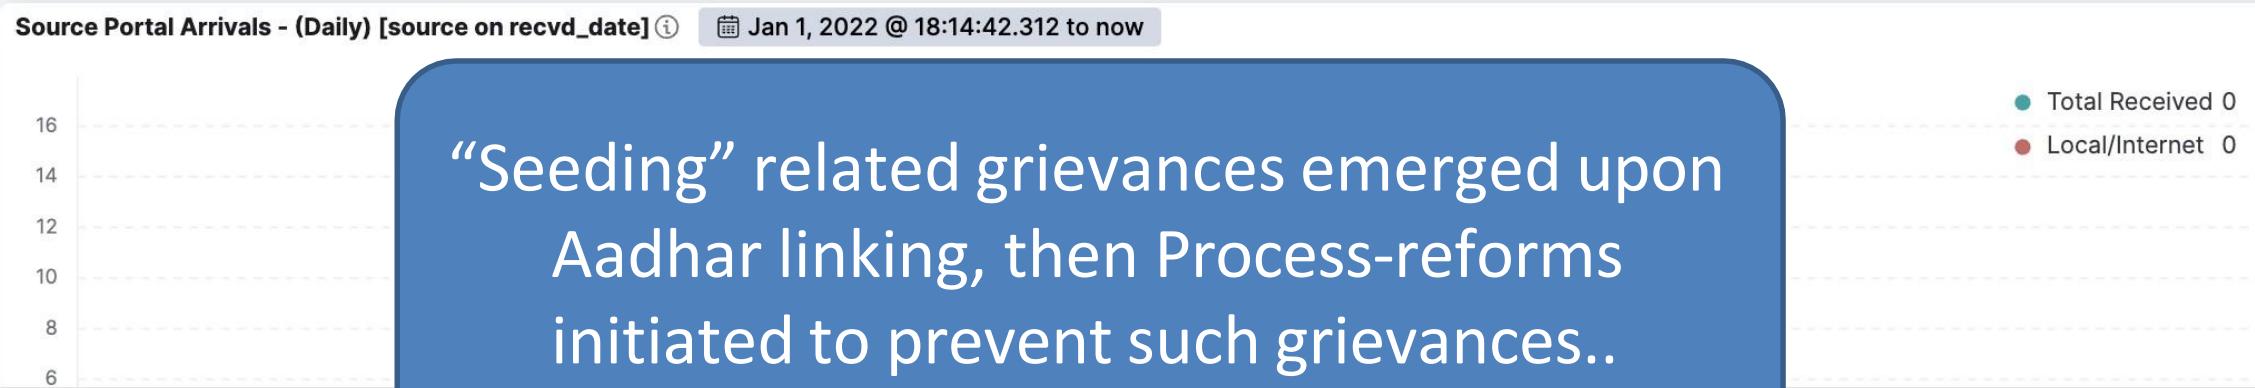 Source Portal Arrivals - (Daily) [source on recvd_date] Jan 1, 2022 @ 18:14:42.312 to now
Total Received 0
Local/Internet 0
16
14
12
10
8
6
“Seeding” related grievances emerged upon
Aadhar linking, then Process-reforms
initiated to prevent such grievances..